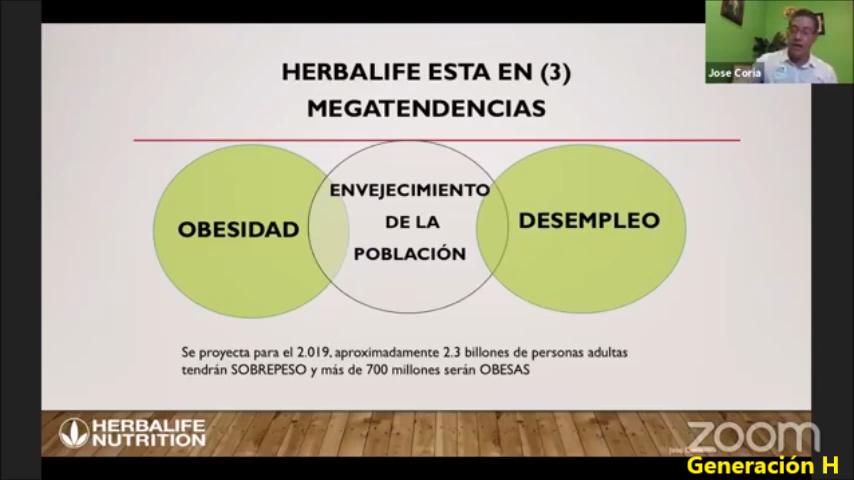 HERBALIFE ESTA EN (3)
MEGATENDENCIAS
Jose Coria
OBESIDAD
ENVEJECIMIENTO
DE LA
POBLACIÓN
DESEMPLEO
Se proyecta para el 2.019, aproximadamente 2.3 billones de personas adultas
tendrán SOBREPESO y más de 700 millones serán OBESAS
HERBALIFE
NUTRITION
zoom
Generación H